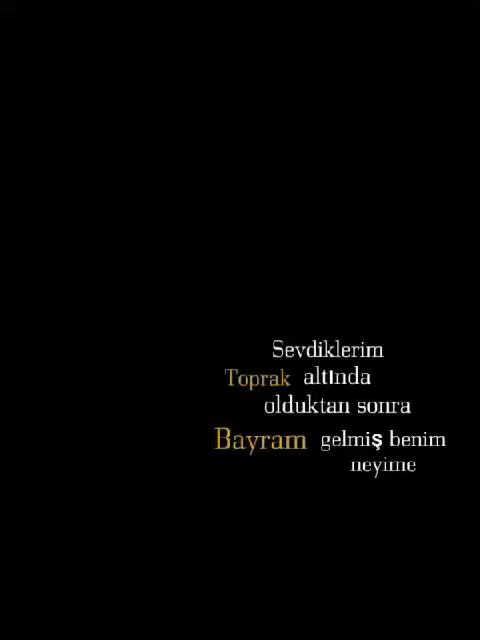 Sevdiklerim
Toprak altında
olduktan sonra
Bayram gelmiş benim
neyime